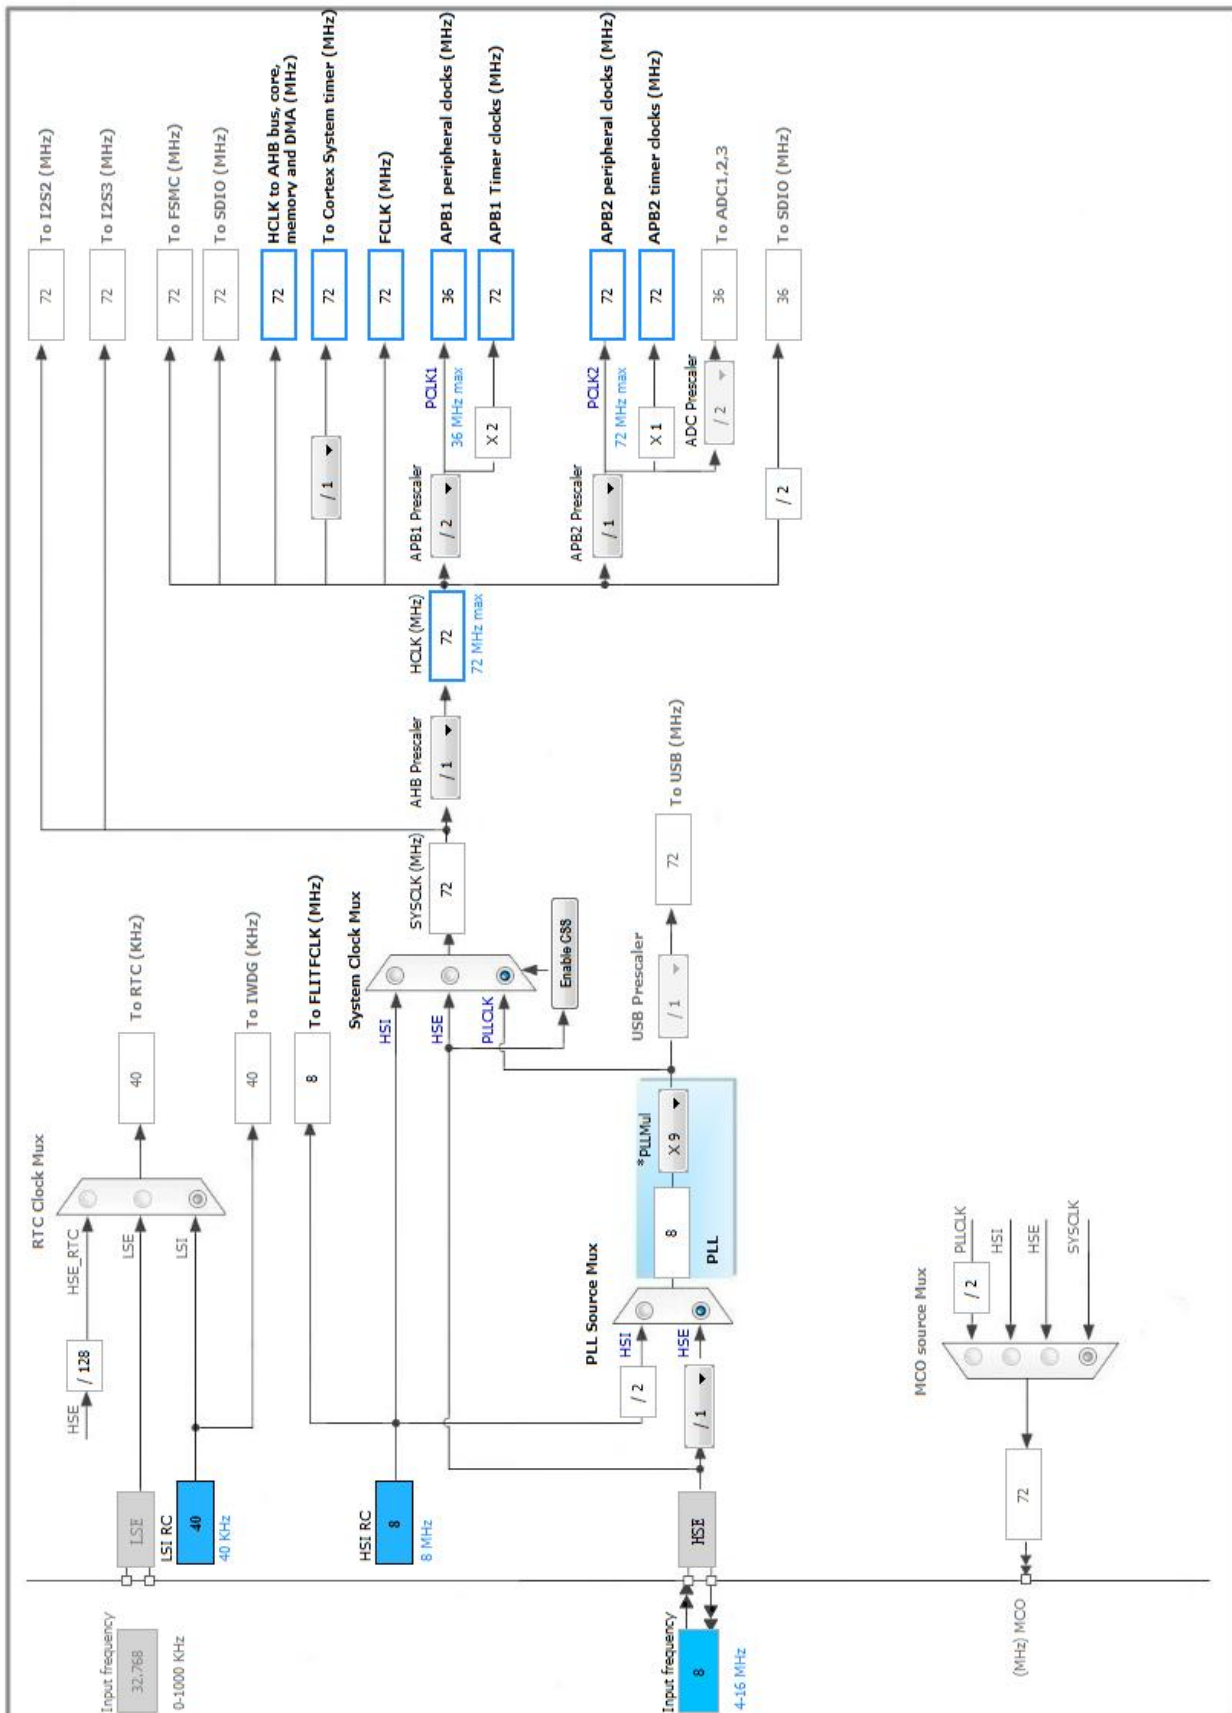 Input frequency
32.768
0-1000 KHz
LSE
LSI RC
40
40 KHz
HSE
/ 128
HSE_RTC
LSE
LSI
RTC Clock Mux
40
To RTC (KHz)
40
To IWDG (KHz)
8
To FLITFCLK (MHz)
HSI RC
8
8 MHz
Input frequency
8
4-16 MHz
HSE
/ 2
/ 1
HSI
HSE
PLL Source Mux
8
PLL
*PLLMul
X 9
USB Prescaler
/ 1
72
To USB (MHz)
System Clock Mux
HSI
HSE
PLLCLK
Enable CSS
SYSCLK (MHz)
72
AHB Prescaler
/ 1
HCLK (MHz)
72
72 MHz max
72
To I2S2 (MHz)
72
To I2S3 (MHz)
72
To FSMC (MHz)
72
To SDIO (MHz)
72
HCLK to AHB bus, core,
memory and DMA (MHz)
/ 1
72
To Cortex System timer (MHz)
72
FCLK (MHz)
APB1 Prescaler
/ 2
PCLK1
36 MHz max
36
APB1 peripheral clocks (MHz)
X 2
72
APB1 Timer clocks (MHz)
APB2 Prescaler
/ 1
PCLK2
72 MHz max
72
APB2 peripheral clocks (MHz)
X 1
72
APB2 timer clocks (MHz)
ADC Prescaler
/ 2
36
To ADC1,2,3
/ 2
36
To SDIO (MHz)
MCO source Mux
PLLCLK
/ 2
HSI
HSE
SYSCLK
72
(MHz) MCO